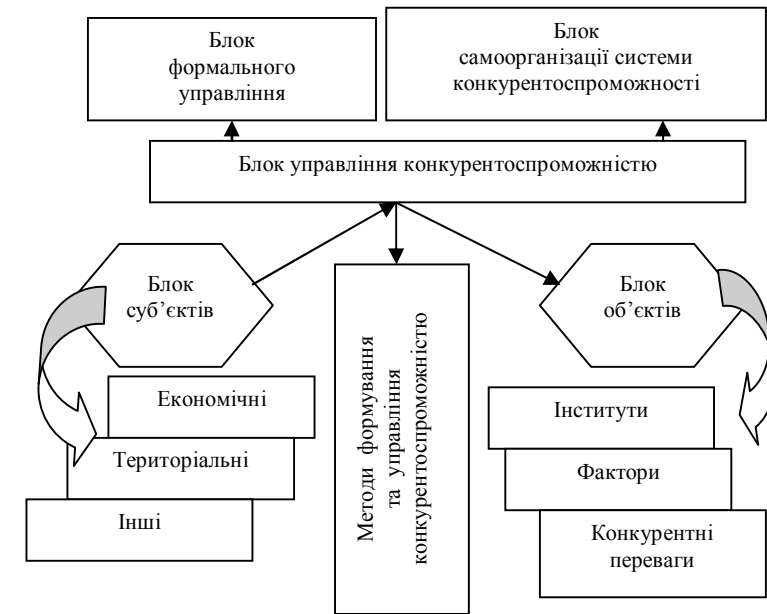 Блок
формального
управління
Блок
самоорганізації системи
конкурентоспроможності
Блок управління конкурентоспроможністю
Блок
суб’єктів
Методи формування
та управління
конкурентоспроможністю
Блок
об’єктів
Економічні
Територіальні
Інші
Інститути
Фактори
Конкурентні
переваги